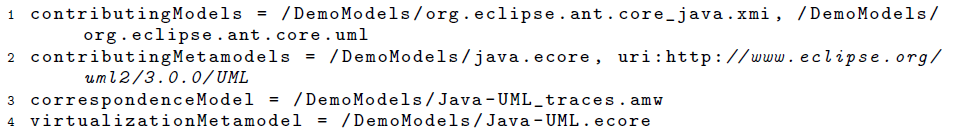 1 contributingModels = /DemoModels/org.eclipse.ant.core_java.xmi, /DemoModels/
org.eclipse.ant.core.uml
2 contributingMetamodels = /DemoModels/java.ecore, uri:http://www.eclipse.org/
uml2/3.0.0/UML
3 correspondenceModel = /DemoModels/Java-UML_traces.amw
4 virtualizationMetamodel = /DemoModels/Java-UML.ecore